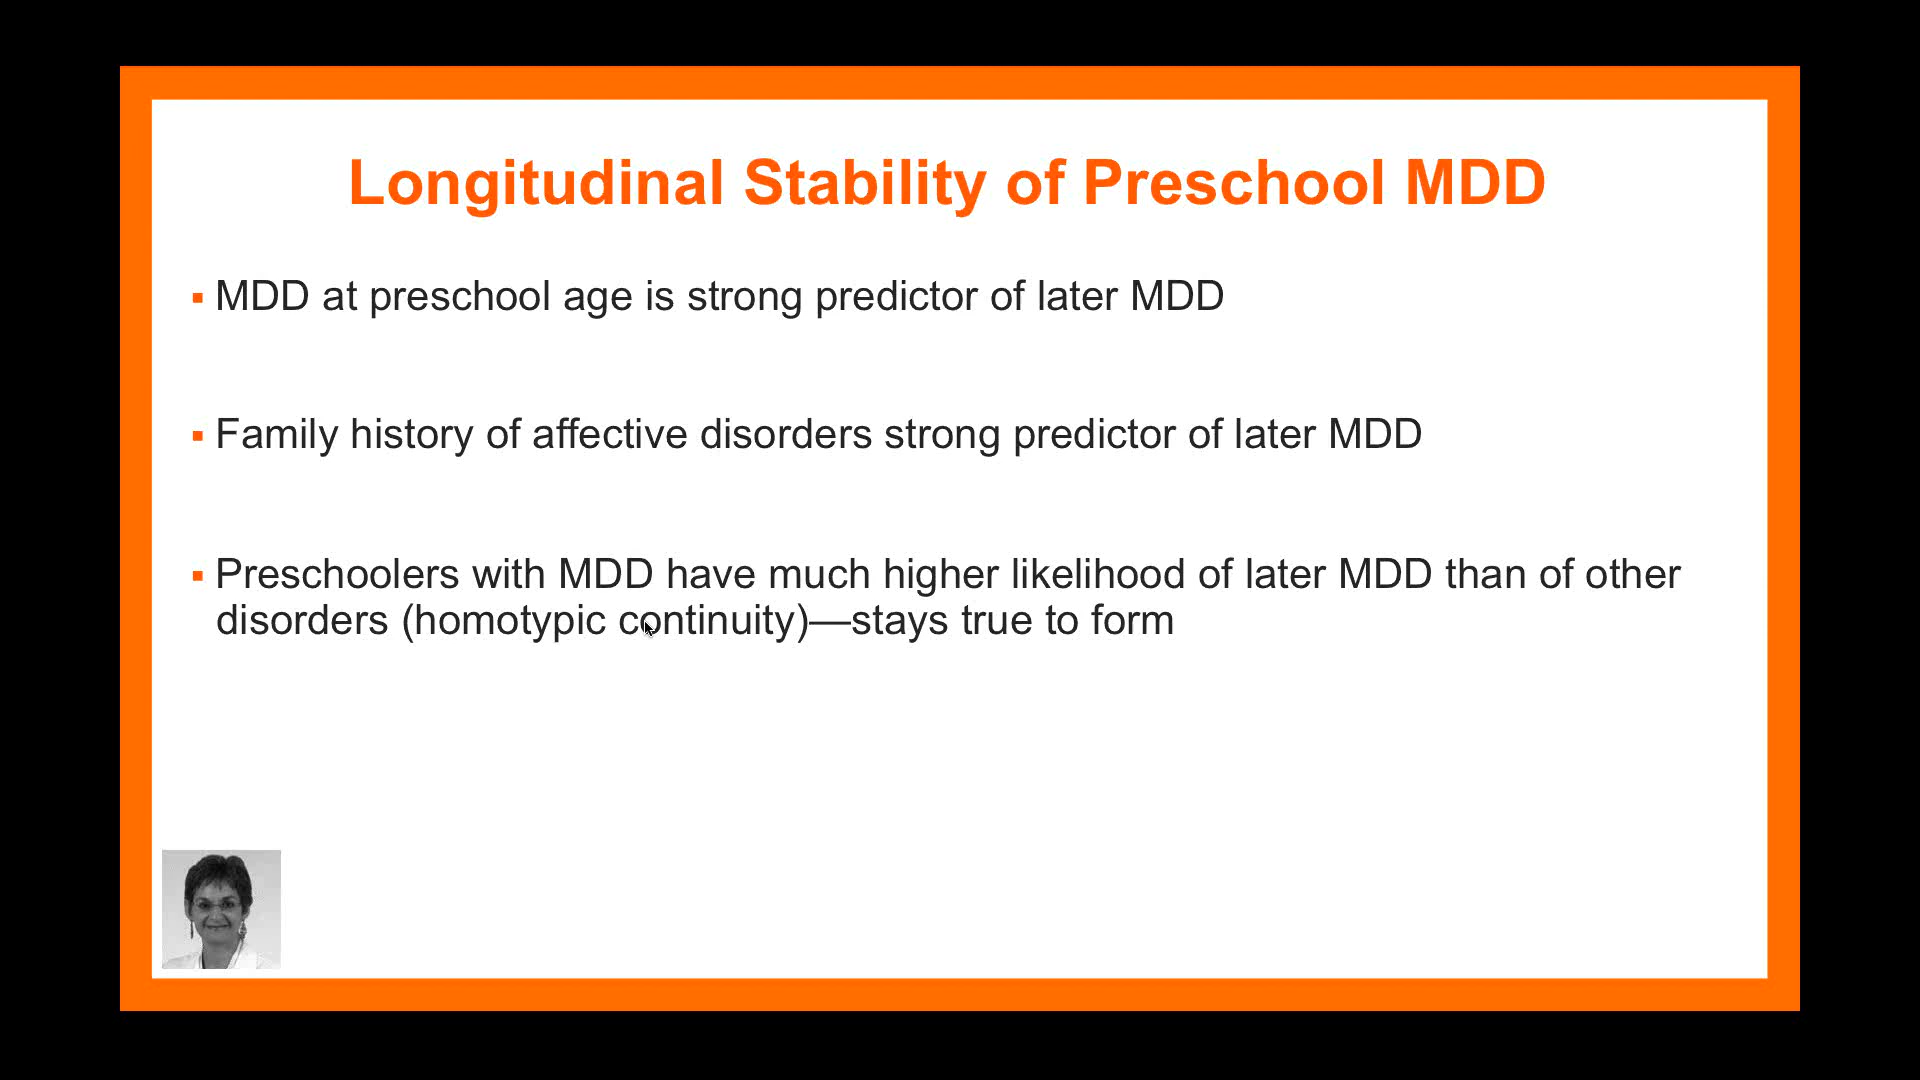 Longitudinal Stability of Preschool MDD
▪ MDD at preschool age is strong predictor of later MDD
▪ Family history of affective disorders strong predictor of later MDD
▪ Preschoolers with MDD have much higher likelihood of later MDD than of other
disorders (homotypic continuity)—stays true to form